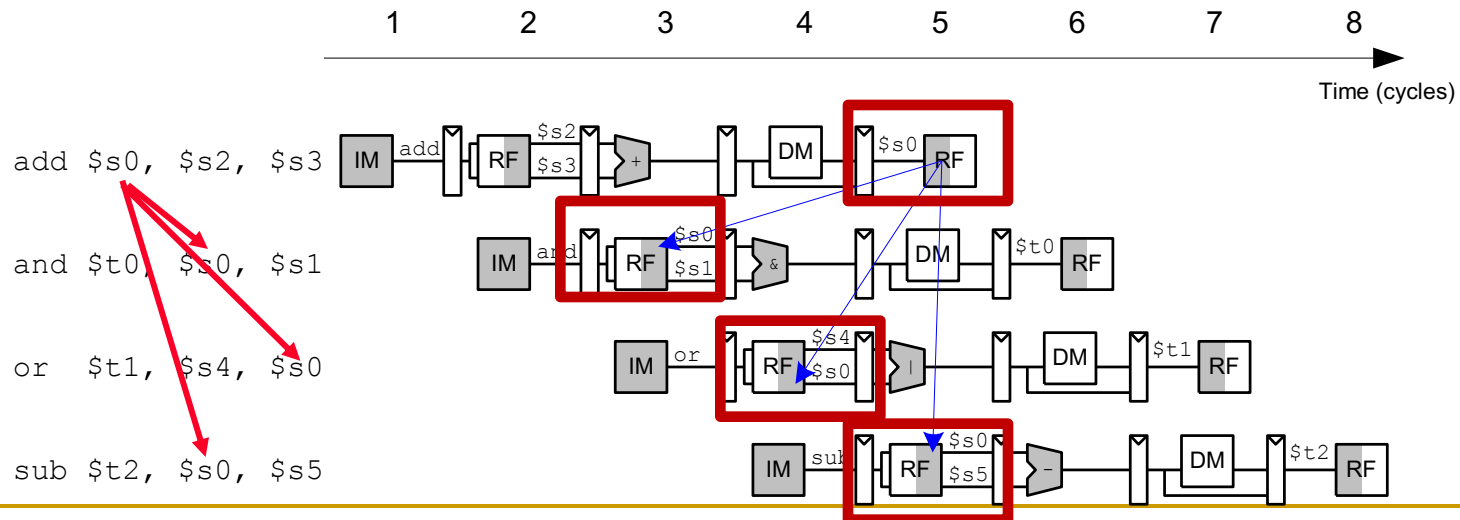 1 2 3 4 5 6 7 8
Time (cycles)
add $s0, $s2, $s3 IM add RF $s2 $s3 + DM $s0 RF
and $t0, $s0, $s1 IM and RF $s0 $s1 & DM $t0 RF
or $t1, $s4, $s0 IM or RF $s4 $s0 | DM $t1 RF
sub $t2, $s0, $s5 IM sub RF $s0 $s5 - DM $t2 RF